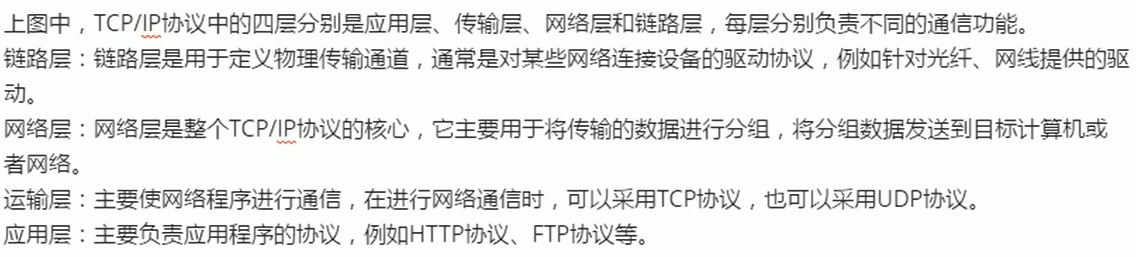 上图中，TCP/IP协议中的四层分别是应用层、传输层、网络层和链路层，每层分别负责不同的通信功能。
链路层：链路层是用于定义物理传输通道，通常是对某些网络连接设备的驱动协议，例如针对光纤、网线提供的驱
动。
网络层：网络层是整个TCP/IP协议的核心，它主要用于将传输的数据进行分组，将分组数据发送到目标计算机或
者网络。
运输层：主要使网络程序进行通信，在进行网络通信时，可以采用TCP协议，也可以采用UDP协议。
应用层：主要负责应用程序的协议，例如HTTP协议、FTP协议等。